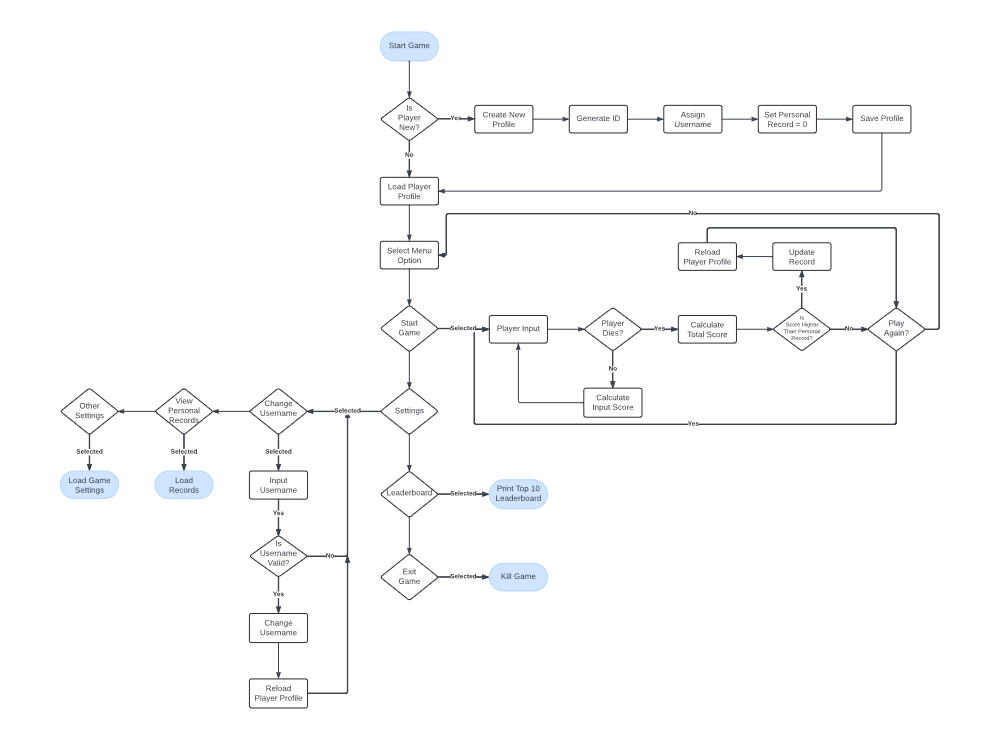 Start Game
Is
Player
New?
Yes
Create New
Profile
Generate ID
Assign
Username
Set Personal
Record = 0
Save Profile
No
Load Player
Profile
No
Select Menu
Option
Reload
Player Profile
Update
Record
Yes
Start
Game
Selected
Player Input
Player
Dies?
Yes
Calculate
Total Score
Is
Score Higher
Than Personal
Record?
No
Play
Again?
No
Calculate
Input Score
Yes
Other
Settings
View
Personal
Records
Change
Username
Selected
Settings
Selected
Selected
Selected
Load Game
Settings
Load
Records
Input
Username
Leaderboard
Selected
Print Top 10
Leaderboard
Yes
Is
Username
Valid?
No
Exit
Game
Selected
Kill Game
Yes
Change
Username
Reload
Player Profile